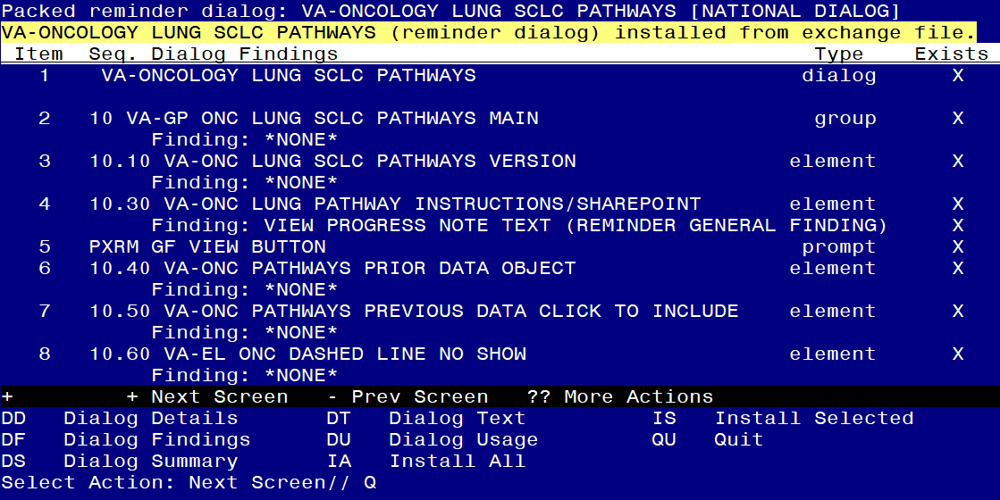 Packed reminder dialog: VA-ONCOLOGY LUNG SCLC PATHWAYS [NATIONAL DIALOG]
VA-ONCOLOGY LUNG SCLC PATHWAYS (reminder dialog) installed from exchange file.
Item  Seq. Dialog Findings  Type  Exists
1  VA-ONCOLOGY LUNG SCLC PATHWAYS  dialog  X
2  10 VA-GP ONC LUNG SCLC PATHWAYS MAIN  group  X
Finding: *NONE*
3  10.10 VA-ONC LUNG SCLC PATHWAYS VERSION  element  X
Finding: *NONE*
4  10.30 VA-ONC LUNG PATHWAY INSTRUCTIONS/SHAREPOINT  element  X
Finding: VIEW PROGRESS NOTE TEXT (REMINDER GENERAL FINDING)  X
5  PXRM GF VIEW BUTTON  prompt  X
6  10.40 VA-ONC PATHWAYS PRIOR DATA OBJECT  element  X
Finding: *NONE*
7  10.50 VA-ONC PATHWAYS PREVIOUS DATA CLICK TO INCLUDE  element  X
Finding: *NONE*
8  10.60 VA-EL ONC DASHED LINE NO SHOW  element  X
Finding: *NONE*
+  + Next Screen  - Prev Screen  ?? More Actions
DD  Dialog Details  DT  Dialog Text  IS  Install Selected
DF  Dialog Findings  DU  Dialog Usage  QU  Quit
DS  Dialog Summary  IA  Install All
Select Action: Next Screen// Q